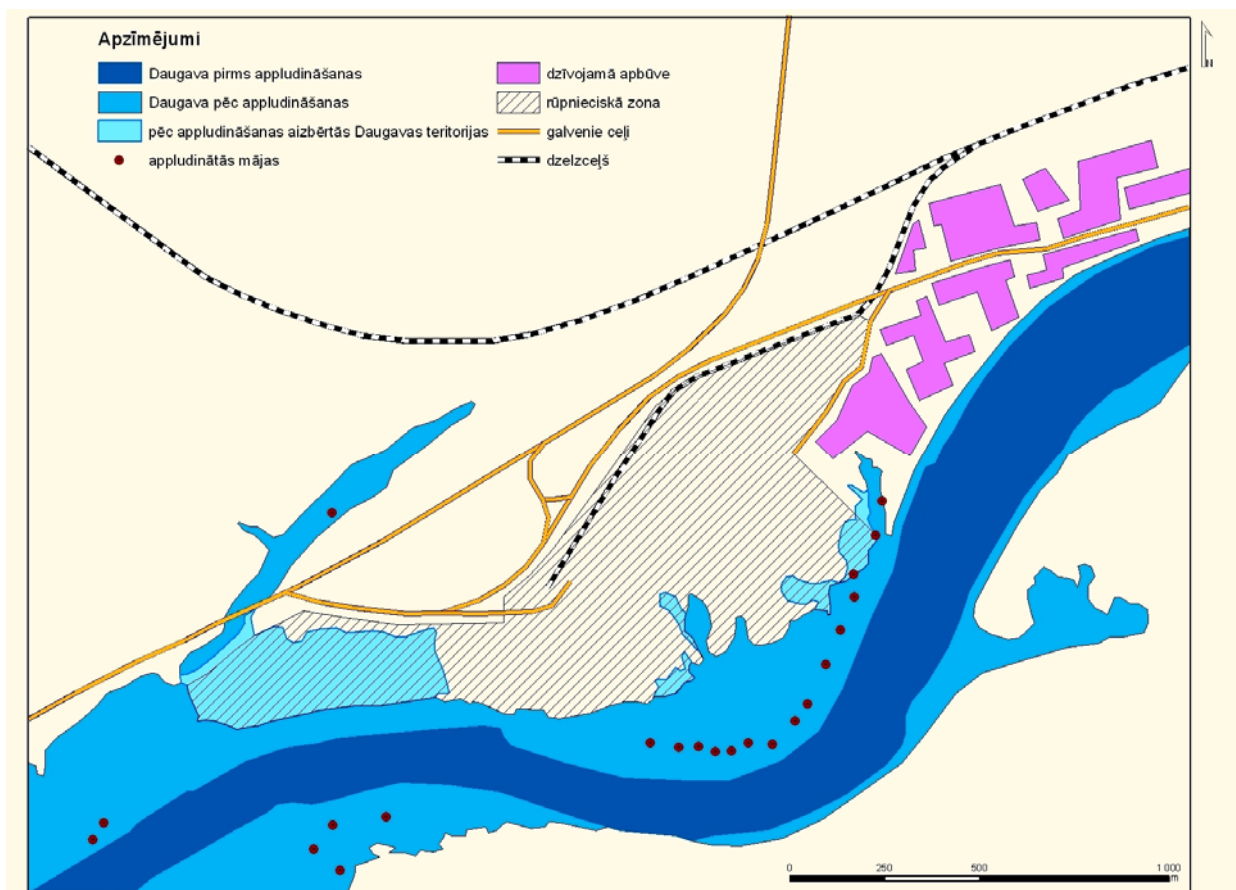 Apzīmējumi
Daugava pirms appludināšanas
Daugava pēc appludināšanas
pēc appludināšanas aizbērtās Daugavas teritorijas
appludinātās mājas
dzīvojamā apbūve
rūpnieciskā zona
galvenie ceļi
dzelzceļš
N
0 250 500 1 000
m